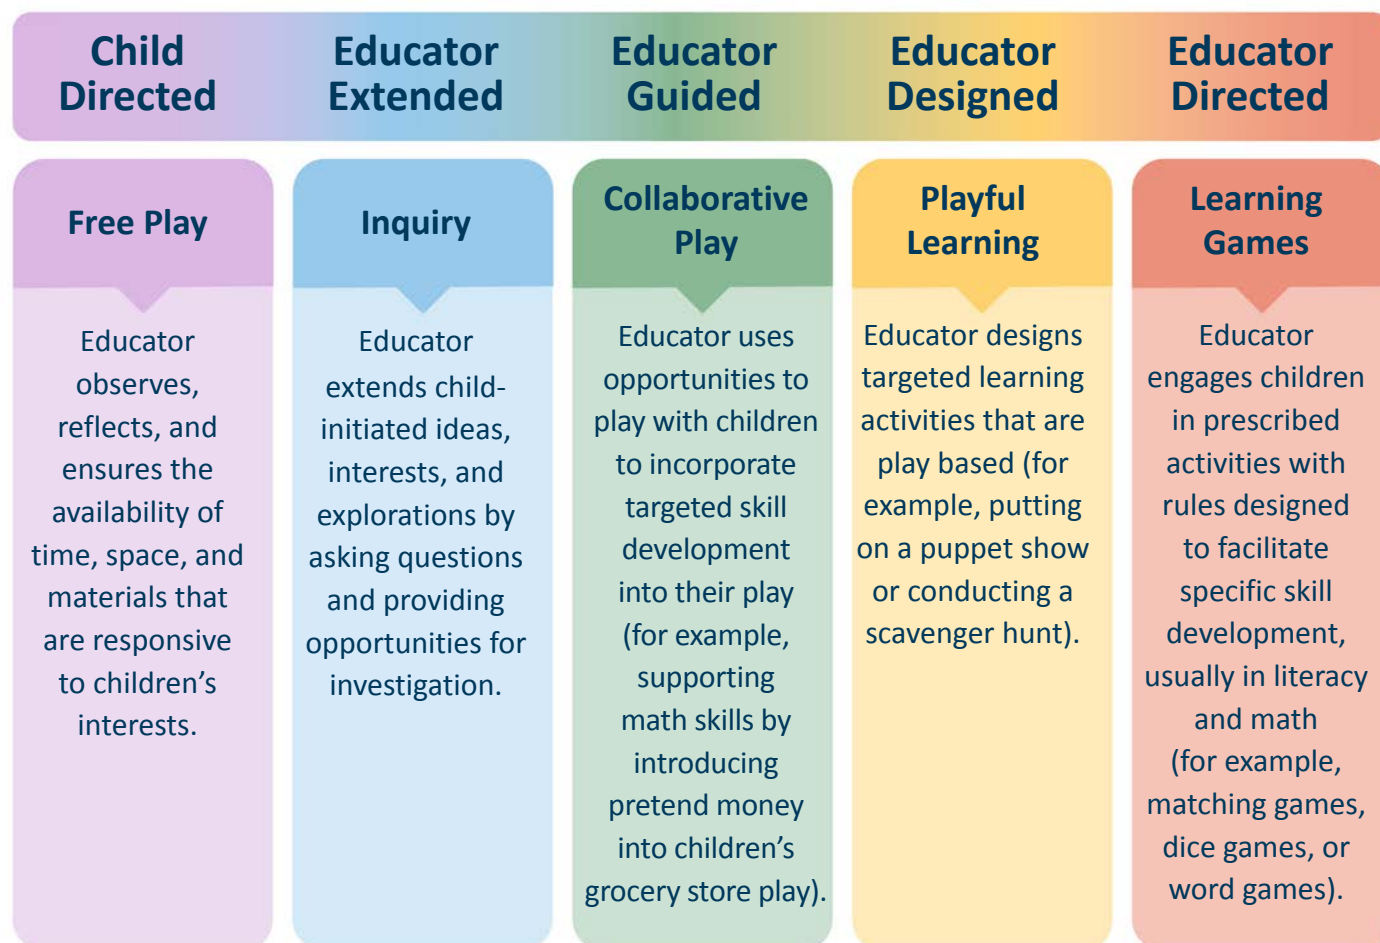 Child
Directed
Educator
Extended
Educator
Guided
Educator
Designed
Educator
Directed
Free Play
Educator
observes,
reflects, and
ensures the
availability of
time, space, and
materials that
are responsive
to children’s
interests.
Inquiry
Educator
extends child-
initiated ideas,
interests, and
explorations by
asking questions
and providing
opportunities for
investigation.
Collaborative
Play
Educator uses
opportunities to
play with children
to incorporate
targeted skill
development
into their play
(for example,
supporting
math skills by
introducing
pretend money
into children’s
grocery store play).
Playful
Learning
Educator designs
targeted learning
activities that are
play based (for
example, putting
on a puppet show
or conducting a
scavenger hunt).
Learning
Games
Educator
engages children
in prescribed
activities with
rules designed
to facilitate
specific skill
development,
usually in literacy
and math
(for example,
matching games,
dice games, or
word games).